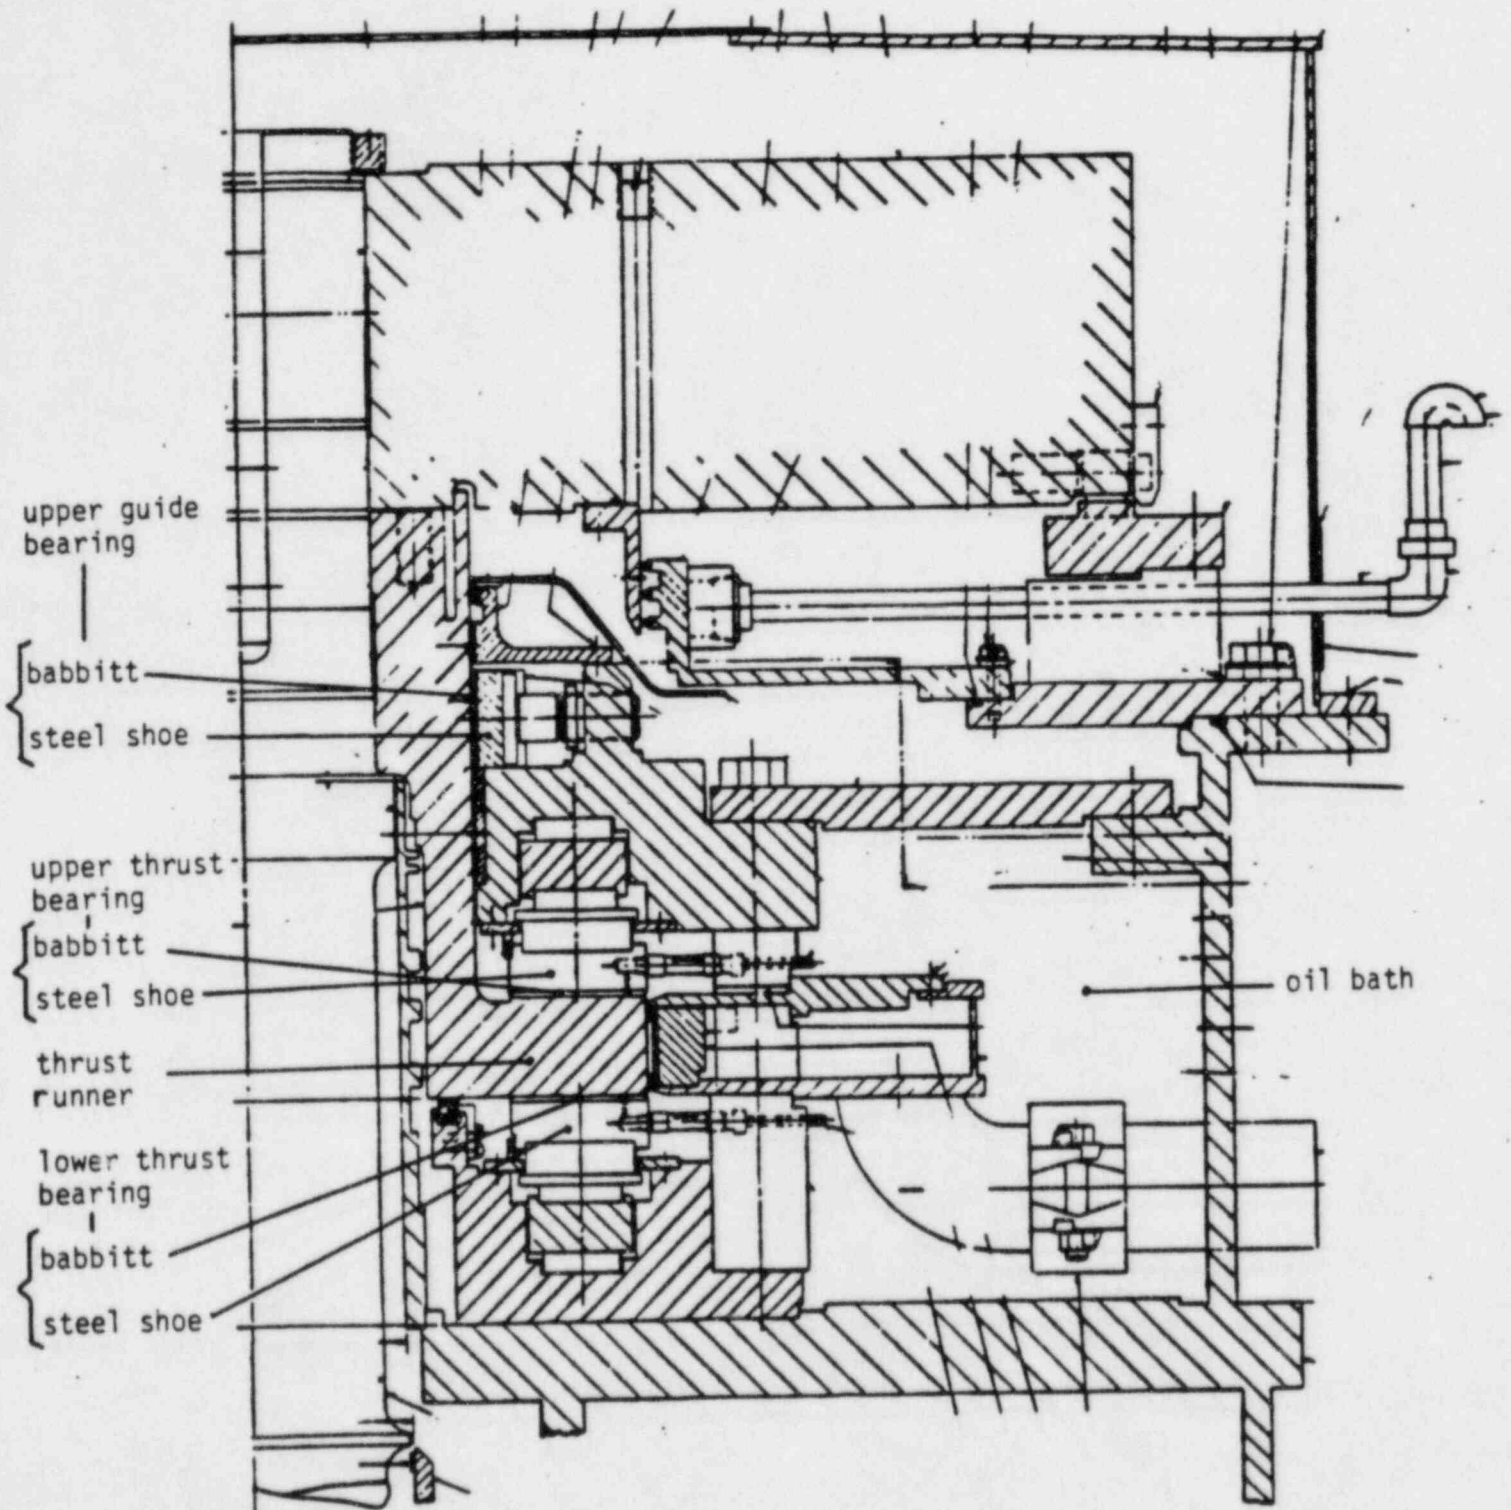 upper guide
bearing
babbitt
steel shoe
upper thrust
bearing
babbitt
steel shoe
thrust
runner
lower thrust
bearing
babbitt
steel shoe
oil bath